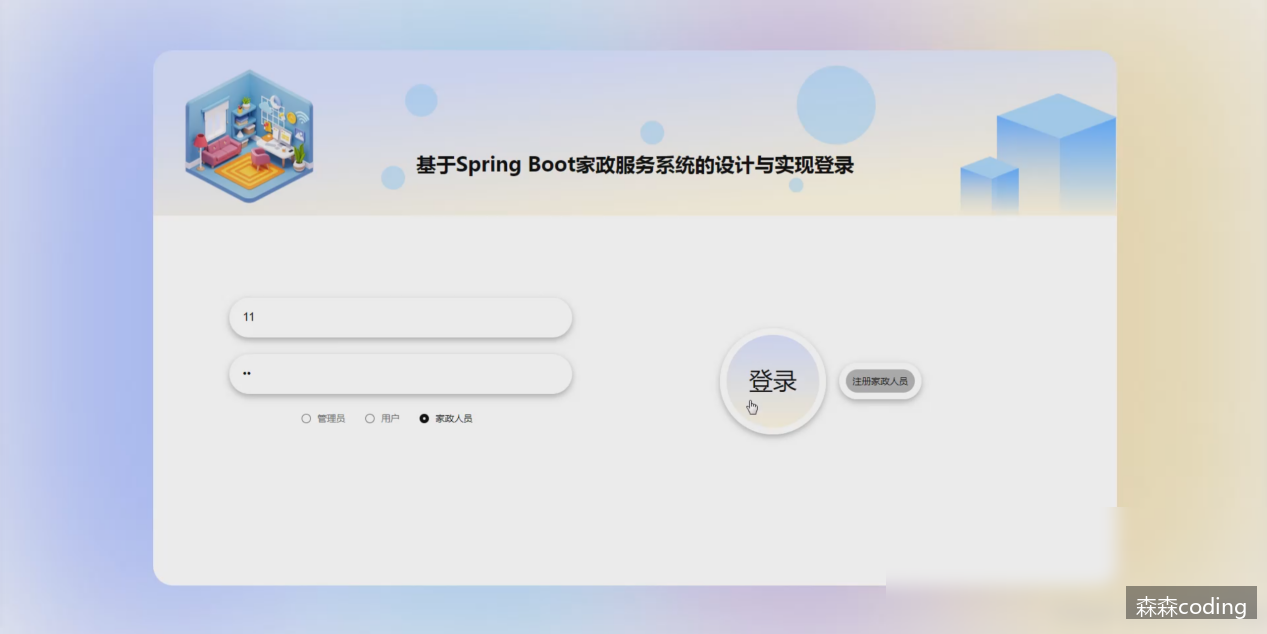 基于Spring Boot家政服务系统的设计与实现登录
11
••
管理员 用户 家政人员
登录
注册家政人员
森森coding